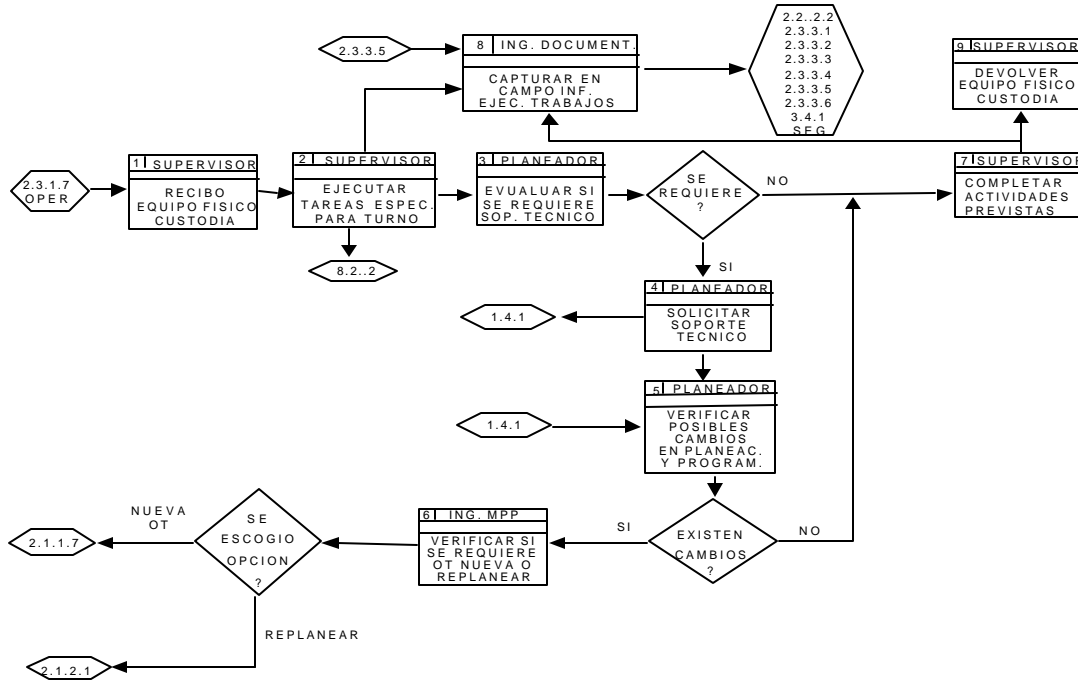 2.3.3.5
8 ING. DOCUMENT.
CAPTURAR EN
CAMPO INF.
EJEC. TRABAJOS
2.2..2.2
2.3.3.1
2.3.3.2
2.3.3.3
2.3.3.4
2.3.3.5
2.3.3.6
3.4.1
SEG
9 SUPERVISOR
DEVOLVER
EQUIPO FISICO
CUSTODIA
2.3.1.7
OPER
1 SUPERVISOR
RECIBO
EQUIPO FISICO
CUSTODIA
2 SUPERVISOR
EJECUTAR
TAREAS ESPEC.
PARA TURNO
8.2..2
3 PLANEADOR
EVUALUAR SI
SE REQUIERE
SOP. TECNICO
SE
REQUIERE
?
NO
7 SUPERVISOR
COMPLETAR
ACTIVIDADES
PREVISTAS
SI
4 PLANEADOR
SOLICITAR
SOPORTE
TECNICO
1.4.1
5 PLANEADOR
VERIFICAR
POSIBLES
CAMBIOS
EN PLANEAC.
Y PROGRAM.
1.4.1
EXISTEN
CAMBIOS
?
NO
SI
6 ING. MPP
VERIFICAR SI
SE REQUIERE
OT NUEVA O
REPLANEAR
SE
ESCOGIO
OPCION
?
NUEVA
OT
2.1.1.7
REPLANEAR
2.1.2.1